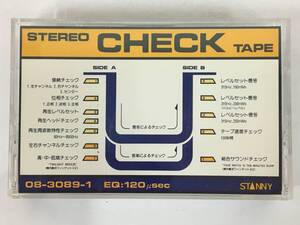 STEREO CHECK TAPE
SIDE A
SIDE B
接続チェック
1.左チャンネル 2.右チャンネル
3.センター
位相チェック
1.正相 2.逆相 3.正相
再生レベルセット
再生ヘッドチェック
再生周波数特性チェック
左右チャンネルチェック
高・中・低域チェック
音楽によるチェック
音楽によるチェック
レベルセット・基音
レベルセット・基音
レベルセット・基音
テープ速度チェック
総合サウンドチェック
08-3089-1 EQ:120μsec
STANNY